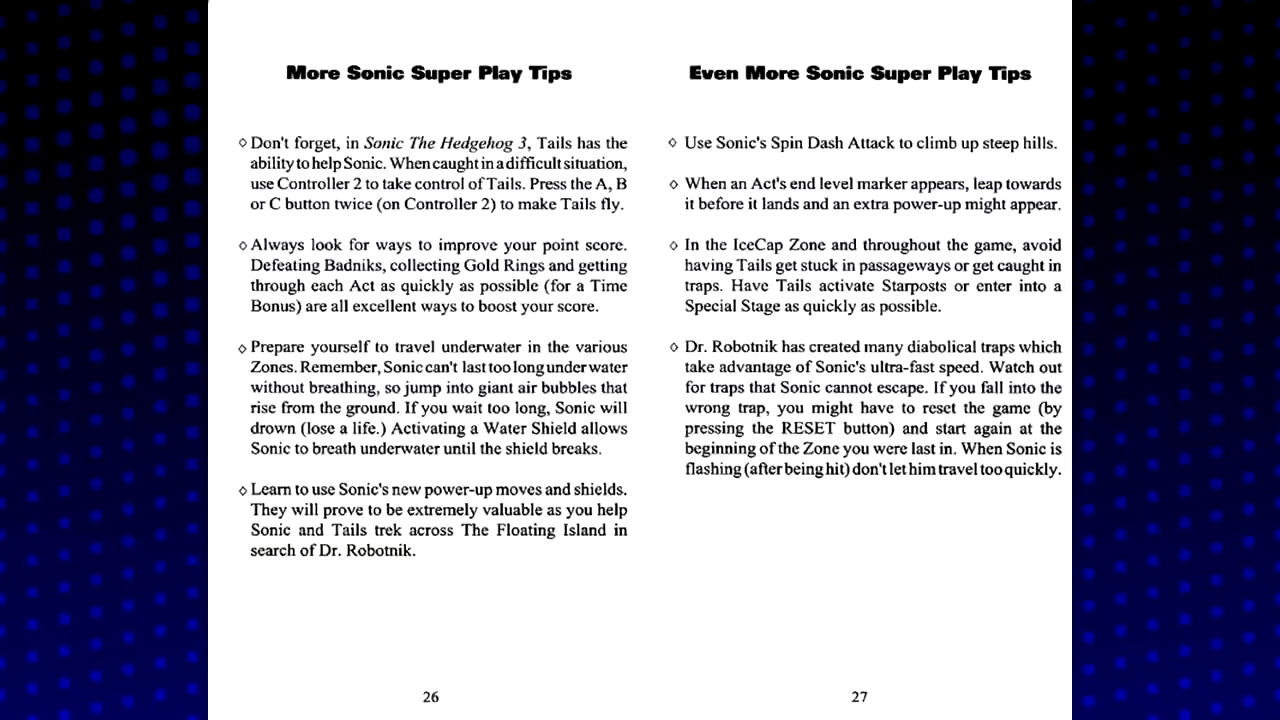 More Sonic Super Play Tips
◇ Don't forget, in Sonic The Hedgehog 3, Tails has the
ability to help Sonic. When caught in a difficult situation,
use Controller 2 to take control of Tails. Press the A, B
or C button twice (on Controller 2) to make Tails fly.
◇ Always look for ways to improve your point score.
Defeating Badniks, collecting Gold Rings and getting
through each Act as quickly as possible (for a Time
Bonus) are all excellent ways to boost your score.
◇ Prepare yourself to travel underwater in the various
Zones. Remember, Sonic can't last too long under water
without breathing, so jump into giant air bubbles that
rise from the ground. If you wait too long, Sonic will
drown (lose a life.) Activating a Water Shield allows
Sonic to breath underwater until the shield breaks.
◇ Learn to use Sonic's new power-up moves and shields.
They will prove to be extremely valuable as you help
Sonic and Tails trek across The Floating Island in
search of Dr. Robotnik.
26
Even More Sonic Super Play Tips
◇ Use Sonic's Spin Dash Attack to climb up steep hills.
◇ When an Act's end level marker appears, leap towards
it before it lands and an extra power-up might appear.
◇ In the IceCap Zone and throughout the game, avoid
having Tails get stuck in passageways or get caught in
traps. Have Tails activate Starposts or enter into a
Special Stage as quickly as possible.
◇ Dr. Robotnik has created many diabolical traps which
take advantage of Sonic's ultra-fast speed. Watch out
for traps that Sonic cannot escape. If you fall into the
wrong trap, you might have to reset the game (by
pressing the RESET button) and start again at the
beginning of the Zone you were last in. When Sonic is
flashing (after being hit) don't let him travel too quickly.
27